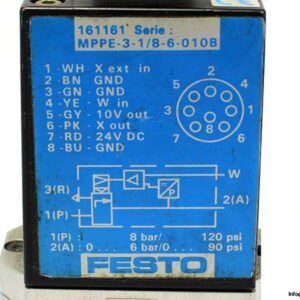 161161 Serie :
MPPE-3-1/8-6-010B
1 - WH X ext in
2 - BN GND
3 - GN - GND
4 - YE - W in
5 - GY - 10V out
6 - PK - X out
7 - RD - 24V DC
8 - BU - GND
5
2 4
7 6
3 1
8
W
3(R)
2(A)
1(P)
P
1(P) : 8 bar/ 120 psi
2(A) : 0 ... 6 bar/0 ... 90 psi
FESTO